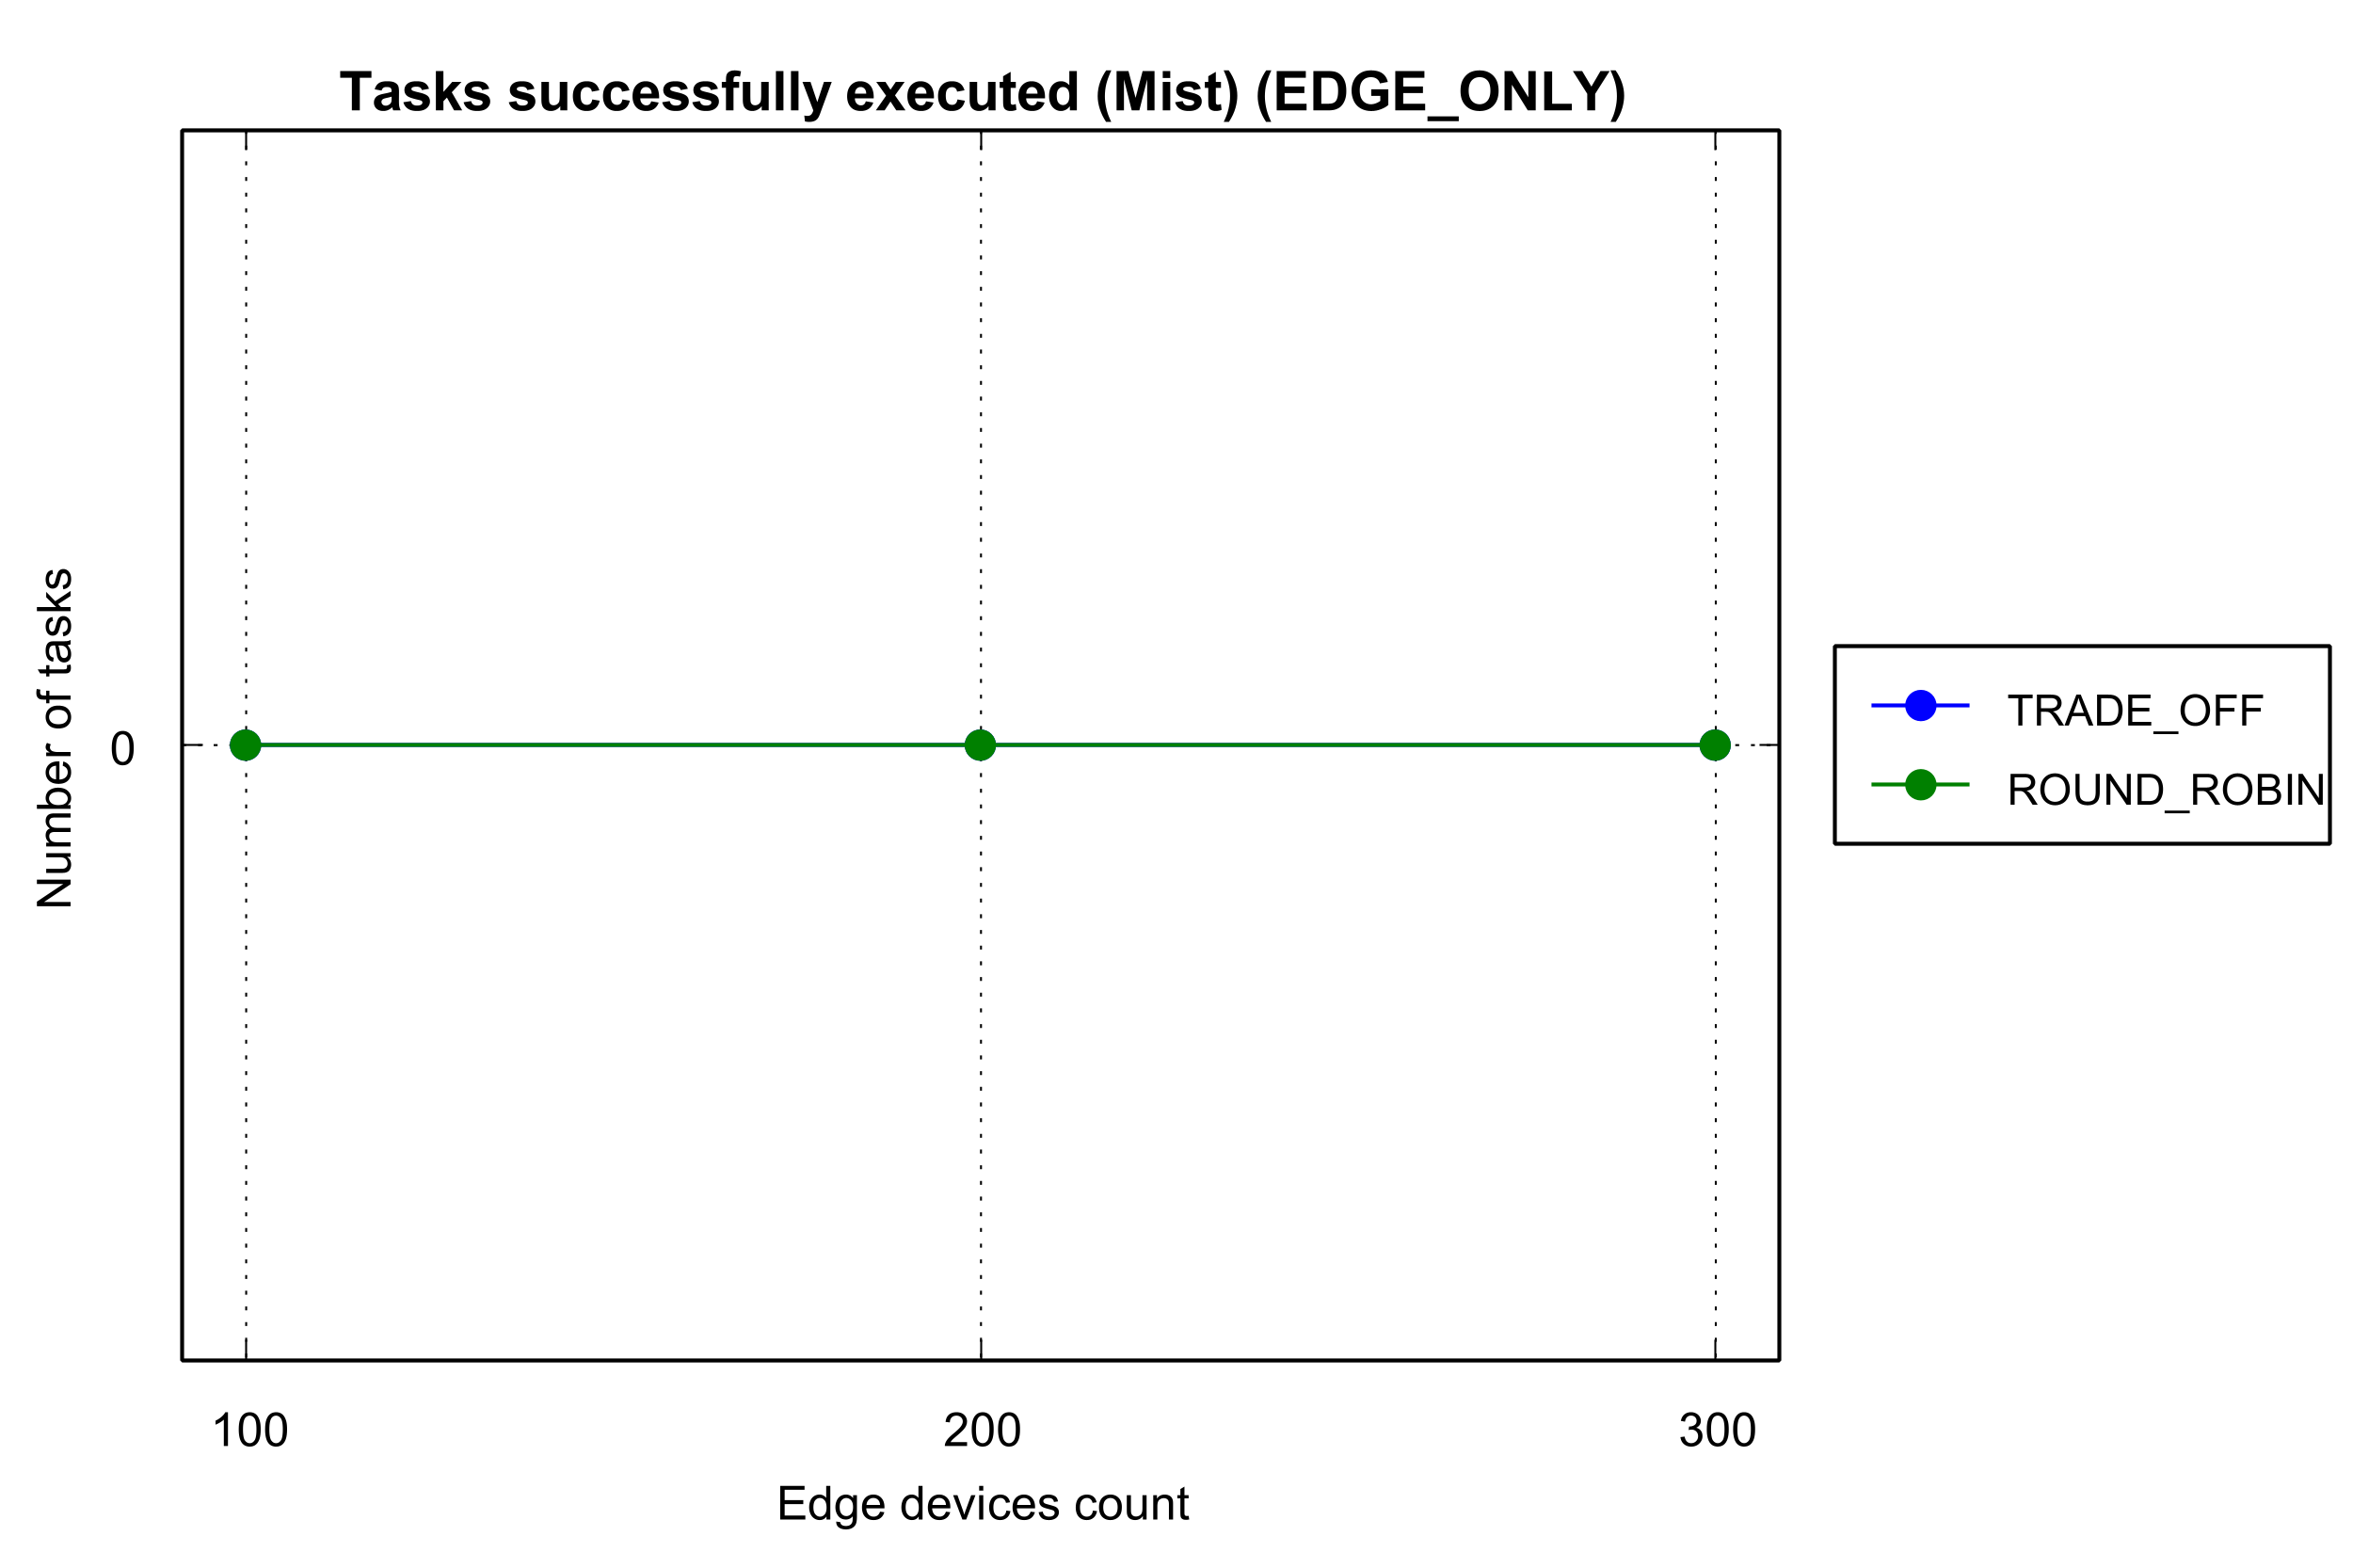 Tasks successfully executed (Mist) (EDGE_ONLY)
Number of tasks
0
TRADE_OFF
ROUND_ROBIN
100 200 300
Edge devices count